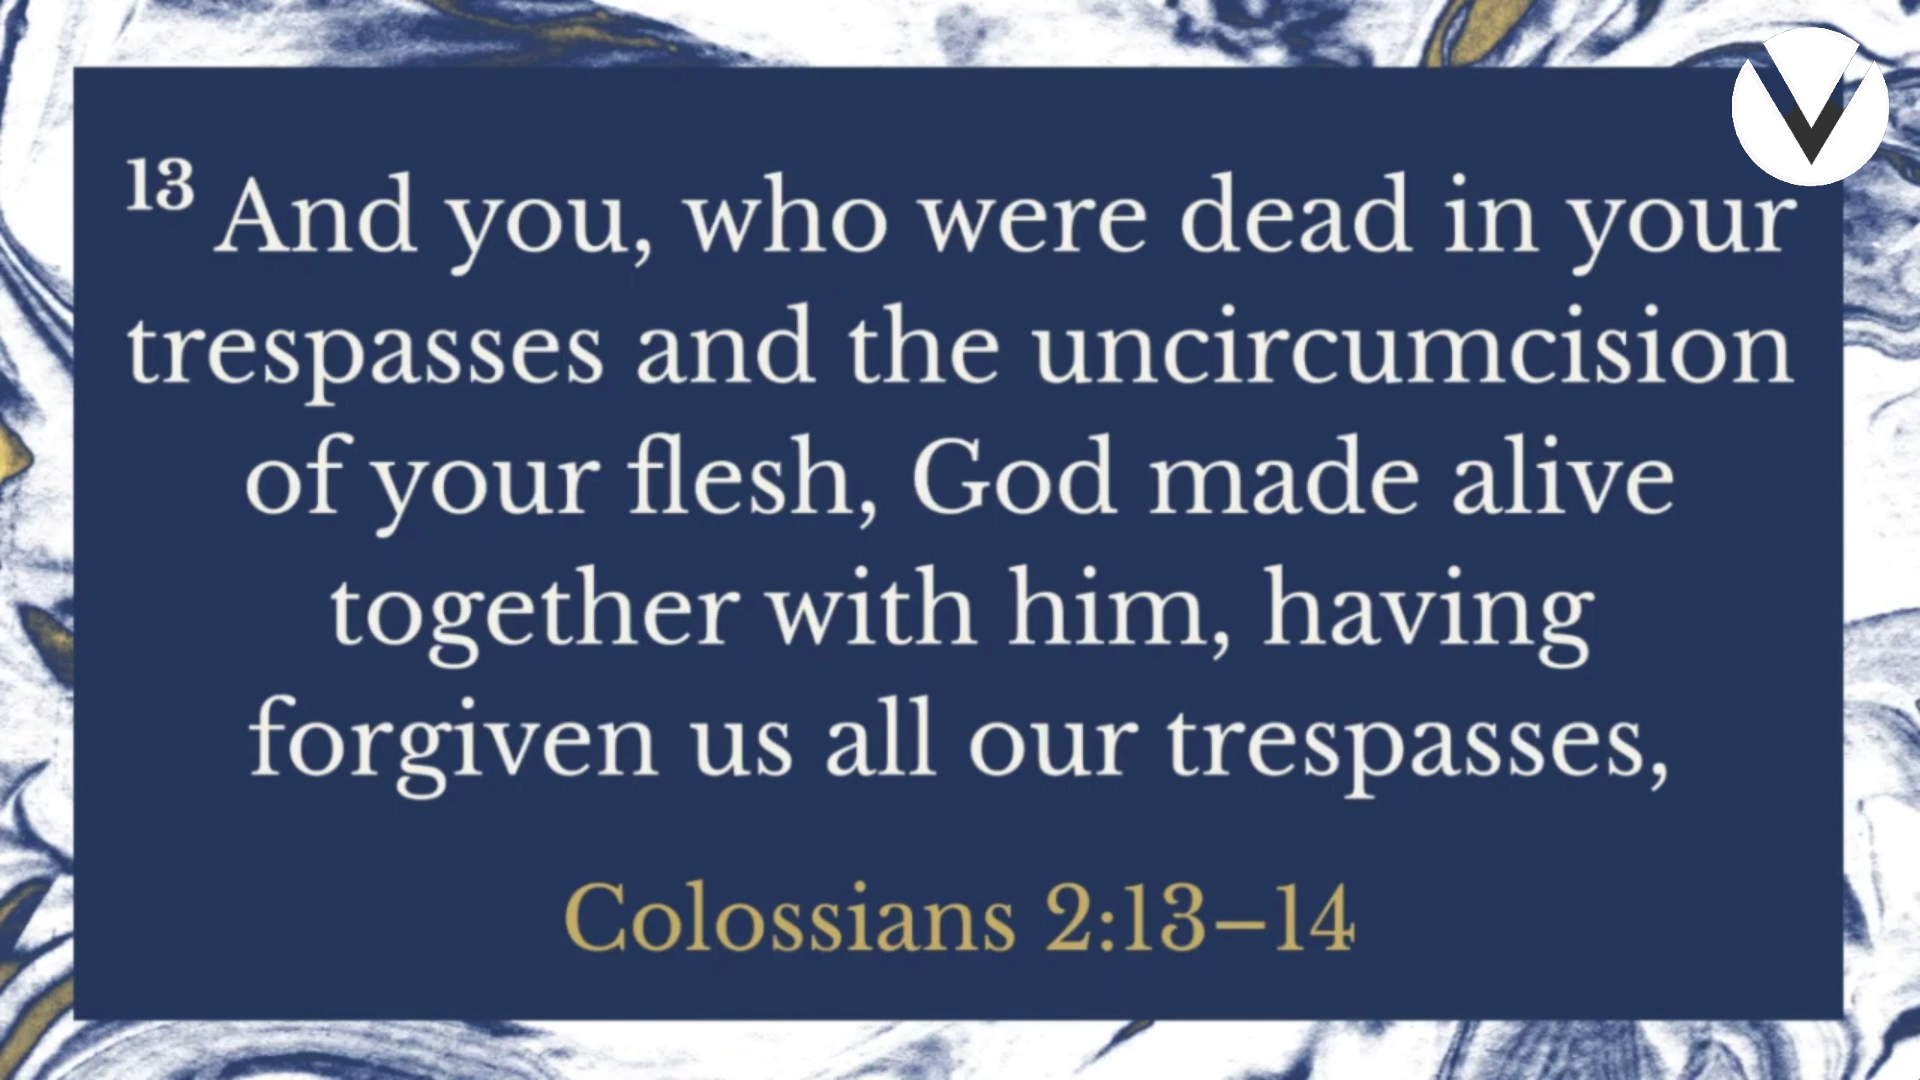 13 And you, who were dead in your
trespasses and the uncircumcision
of your flesh, God made alive
together with him, having
forgiven us all our trespasses,
Colossians 2:13–14